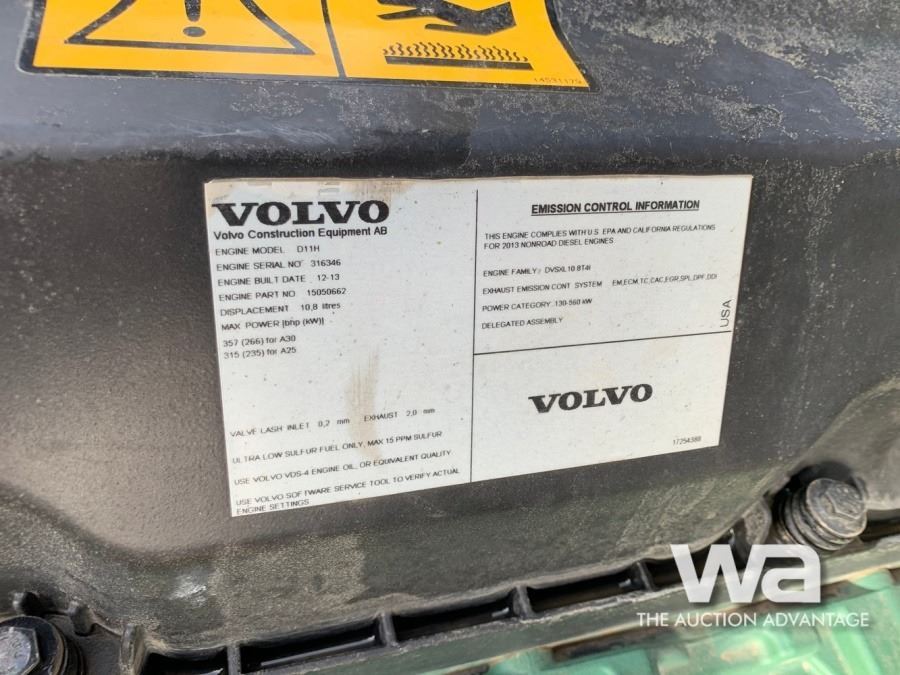 14531179
VOLVO
Volvo Construction Equipment AB
ENGINE MODEL D11H
ENGINE SERIAL NO 316346
ENGINE BUILT DATE 12-13
ENGINE PART NO. 15050662
DISPLACEMENT 10,8 litres
MAX POWER [bhp (kW)]
357 (266) for A30
315 (235) for A25
VALVE LASH INLET 0,2 mm EXHAUST 2,0 mm
ULTRA LOW SULFUR FUEL ONLY, MAX 15 PPM SULFUR
USE VOLVO VDS-4 ENGINE OIL, OR EQUIVALENT QUALITY
USE VOLVO SOFTWARE SERVICE TOOL TO VERIFY ACTUAL
ENGINE SETTINGS
EMISSION CONTROL INFORMATION
THIS ENGINE COMPLIES WITH U.S. EPA AND CALIFORNIA REGULATIONS
FOR 2013 NONROAD DIESEL ENGINES
ENGINE FAMILY: DVSXL10.8T4i
EXHAUST EMISSION CONT SYSTEM EM,ECM,TC,CAC,EGR,SPL,DPF,DDI
POWER CATEGORY: 130-560 kW
DELEGATED ASSEMBLY
USA
VOLVO
17254388
wa
THE AUCTION ADVANTAGE